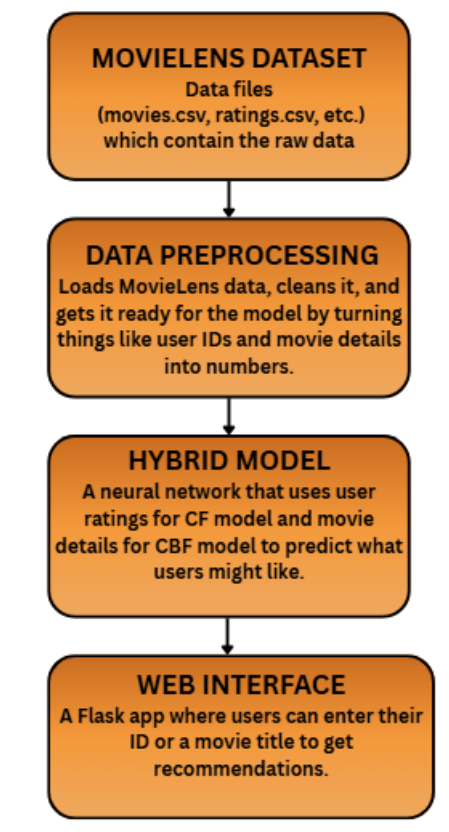 MOVIELENS DATASET
Data files
(movies.csv, ratings.csv, etc.)
which contain the raw data
DATA PREPROCESSING
Loads MovieLens data, cleans it, and
gets it ready for the model by turning
things like user IDs and movie details
into numbers.
HYBRID MODEL
A neural network that uses user
ratings for CF model and movie
details for CBF model to predict what
users might like.
WEB INTERFACE
A Flask app where users can enter their
ID or a movie title to get
recommendations.